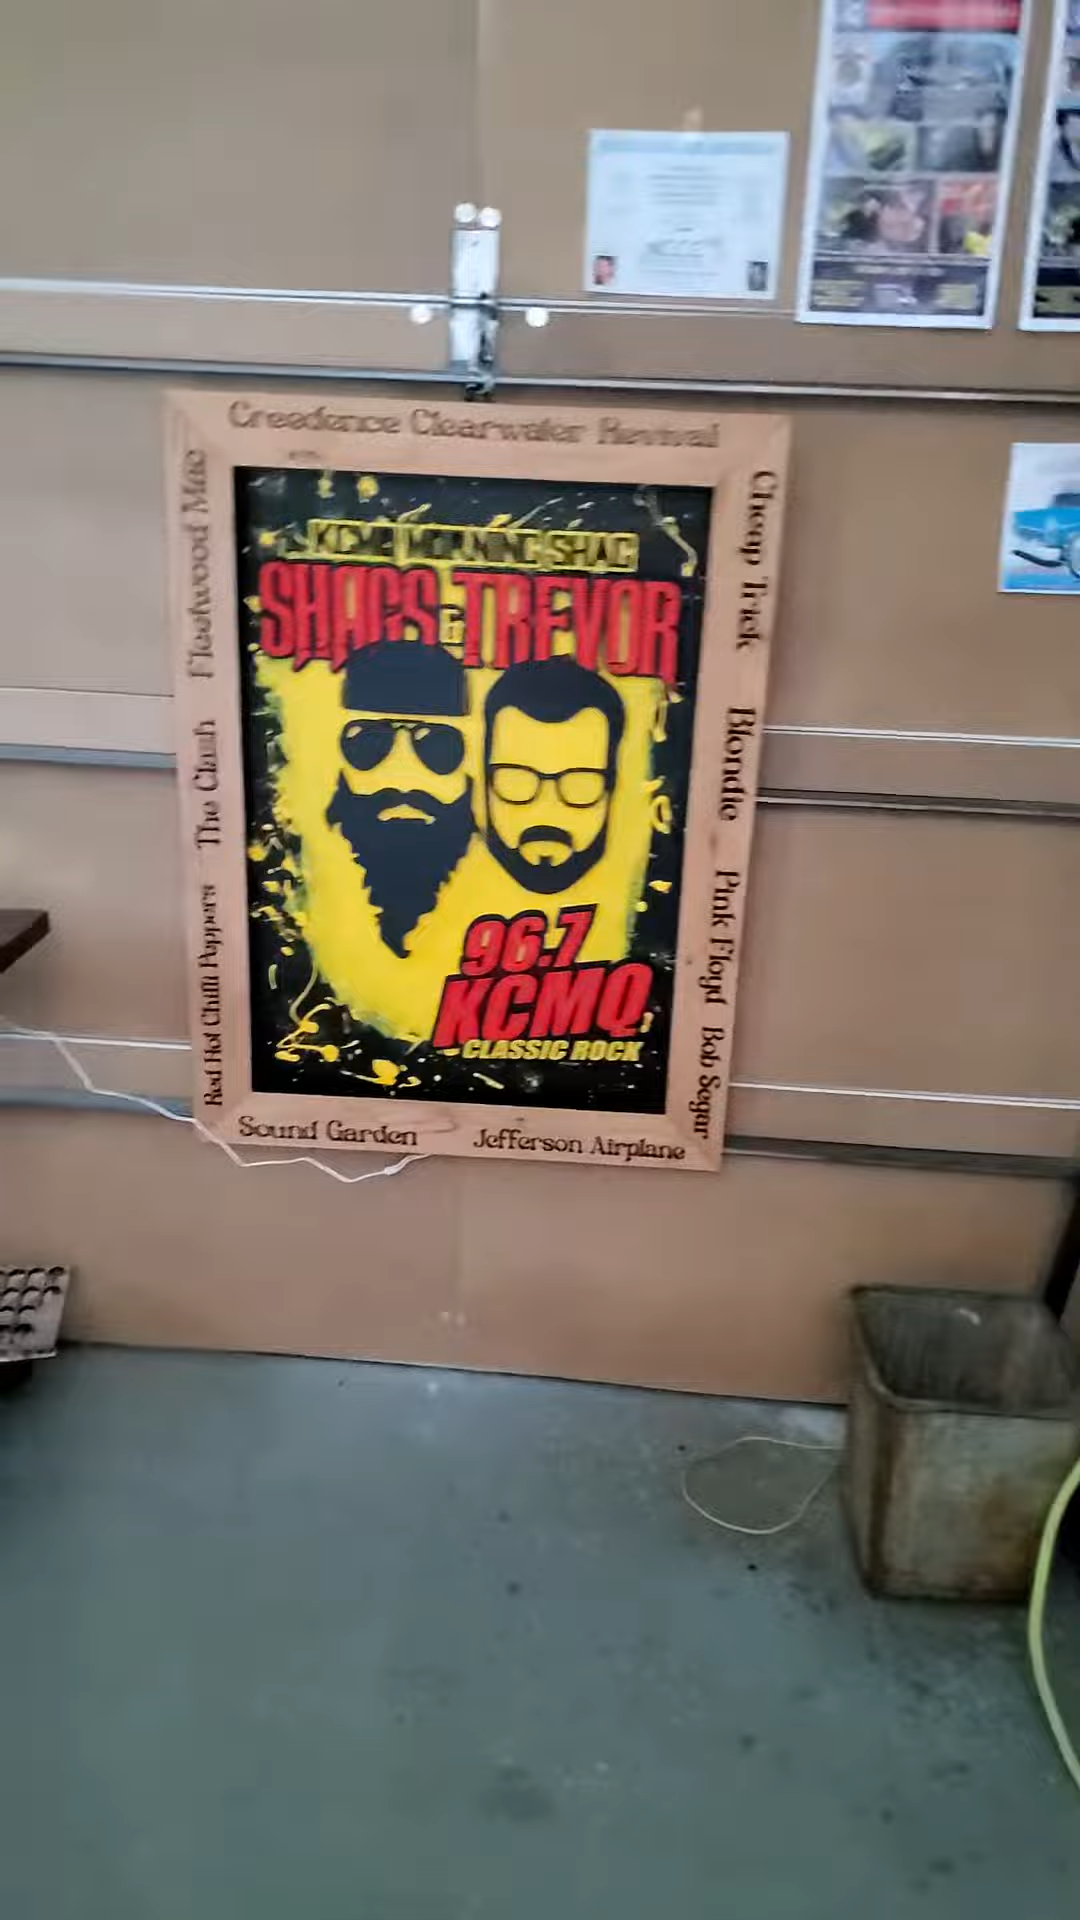 Creedence Clearwater Revival
Fleetwood Mac
The Clash
Red Hot Chilli Peppers
KCMQ MORNING SHAG
SHAGS & TREVOR
96.7
KCMQ
CLASSIC ROCK
Cheap Trick
Blondie
Pink Floyd
Bob Segar
Sound Garden
Jefferson Airplane